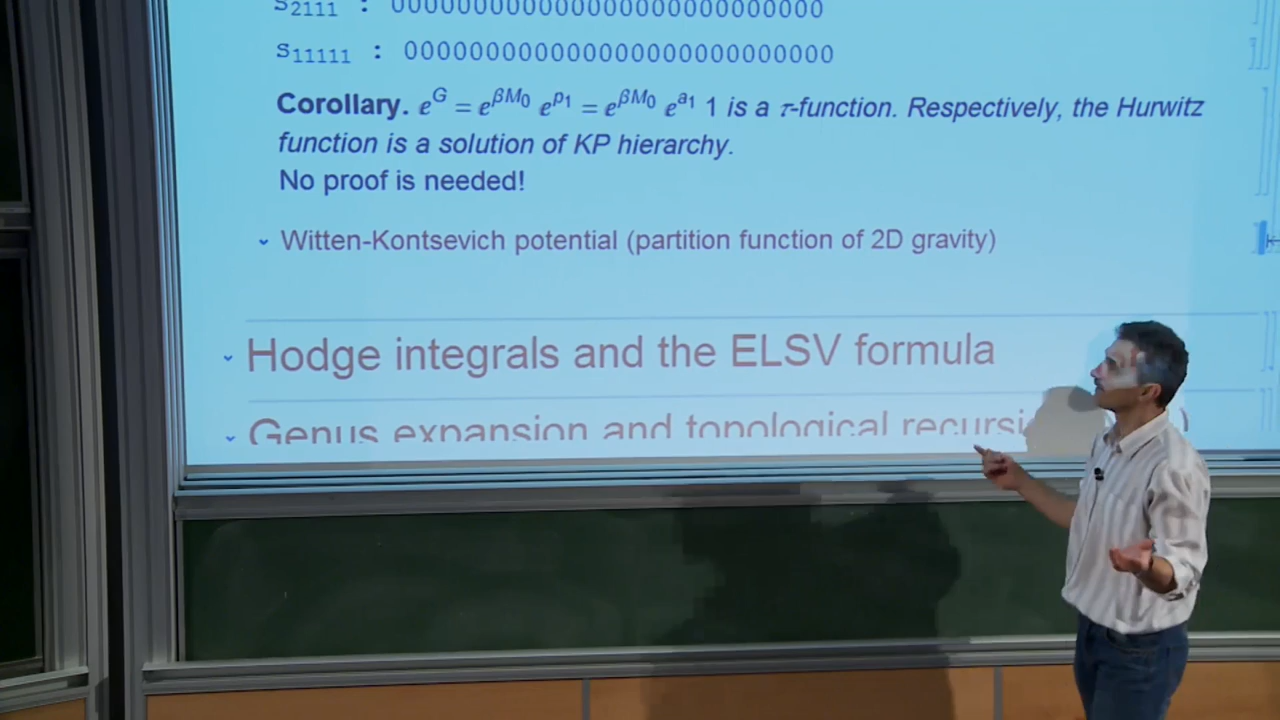 s₂₁₁₁ : 000000000000000000000000000
s₁₁₁₁₁ : 000000000000000000000000000
Corollary. e^G = e^{βM₀} e^{p₁} = e^{βM₀} e^{a₁} 1 is a τ-function. Respectively, the Hurwitz
function is a solution of KP hierarchy.
No proof is needed!
Witten-Kontsevich potential (partition function of 2D gravity)
Hodge integrals and the ELSV formula
Genus expansion and topological